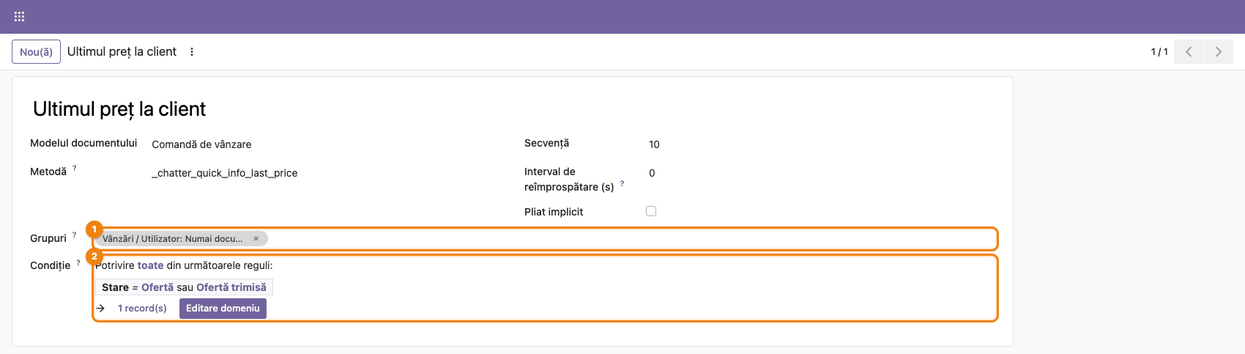 Nou(ă) Ultimul preț la client
1 / 1
Ultimul preț la client
Modelul documentului Comandă de vânzare
Secvență 10
Metodă ? _chatter_quick_info_last_price
Interval de
reîmprospătare (s) ? 0
Pliat implicit
1
Grupuri ? Vânzări / Utilizator: Numai docu... ×
2
Condiție ? Potrivire toate din următoarele reguli:
Stare = Ofertă sau Ofertă trimisă
1 record(s) Editare domeniu